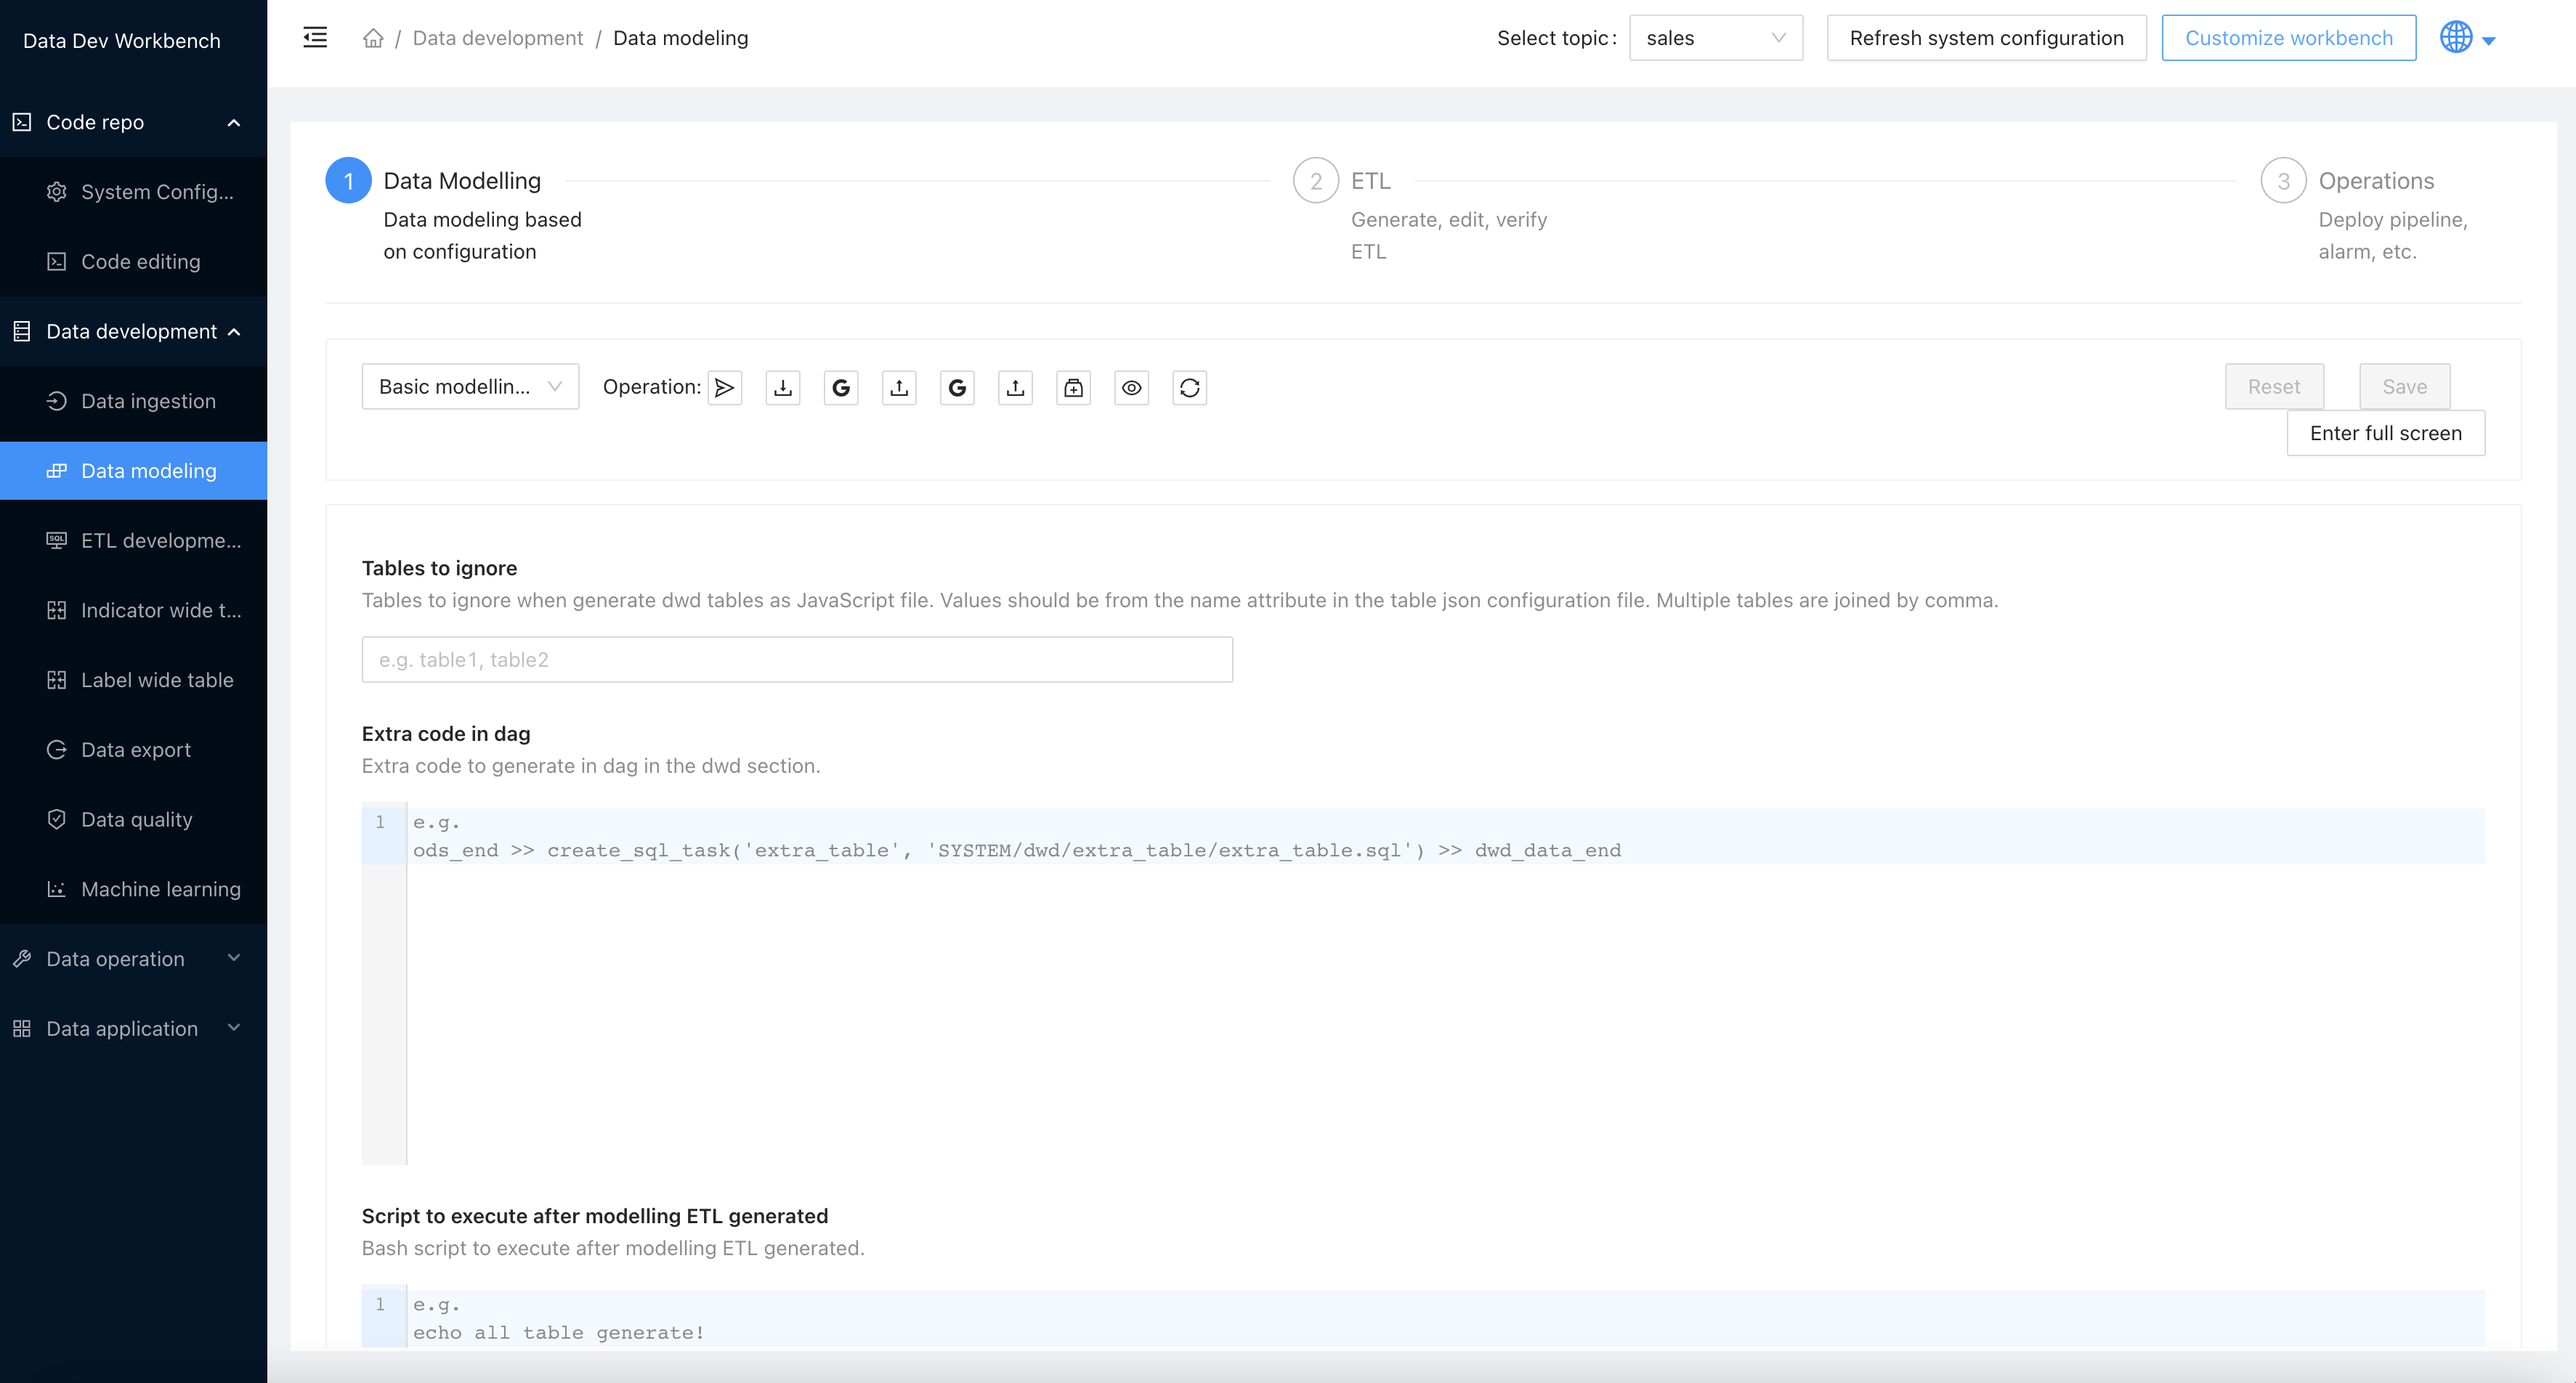 Data Dev Workbench
Code repo
System Config...
Code editing
Data development
Data ingestion
Data modeling
ETL developme...
Indicator wide t...
Label wide table
Data export
Data quality
Machine learning
Data operation
Data application
/ Data development / Data modeling
Select topic: sales
Refresh system configuration
Customize workbench
1 Data Modelling
Data modeling based
on configuration
2 ETL
Generate, edit, verify
ETL
3 Operations
Deploy pipeline,
alarm, etc.
Basic modellin...
Operation:
Reset
Save
Enter full screen
Tables to ignore
Tables to ignore when generate dwd tables as JavaScript file. Values should be from the name attribute in the table json configuration file. Multiple tables are joined by comma.
e.g. table1, table2
Extra code in dag
Extra code to generate in dag in the dwd section.
1 e.g.
ods_end >> create_sql_task('extra_table', 'SYSTEM/dwd/extra_table/extra_table.sql') >> dwd_data_end
Script to execute after modelling ETL generated
Bash script to execute after modelling ETL generated.
1 e.g.
echo all table generate!